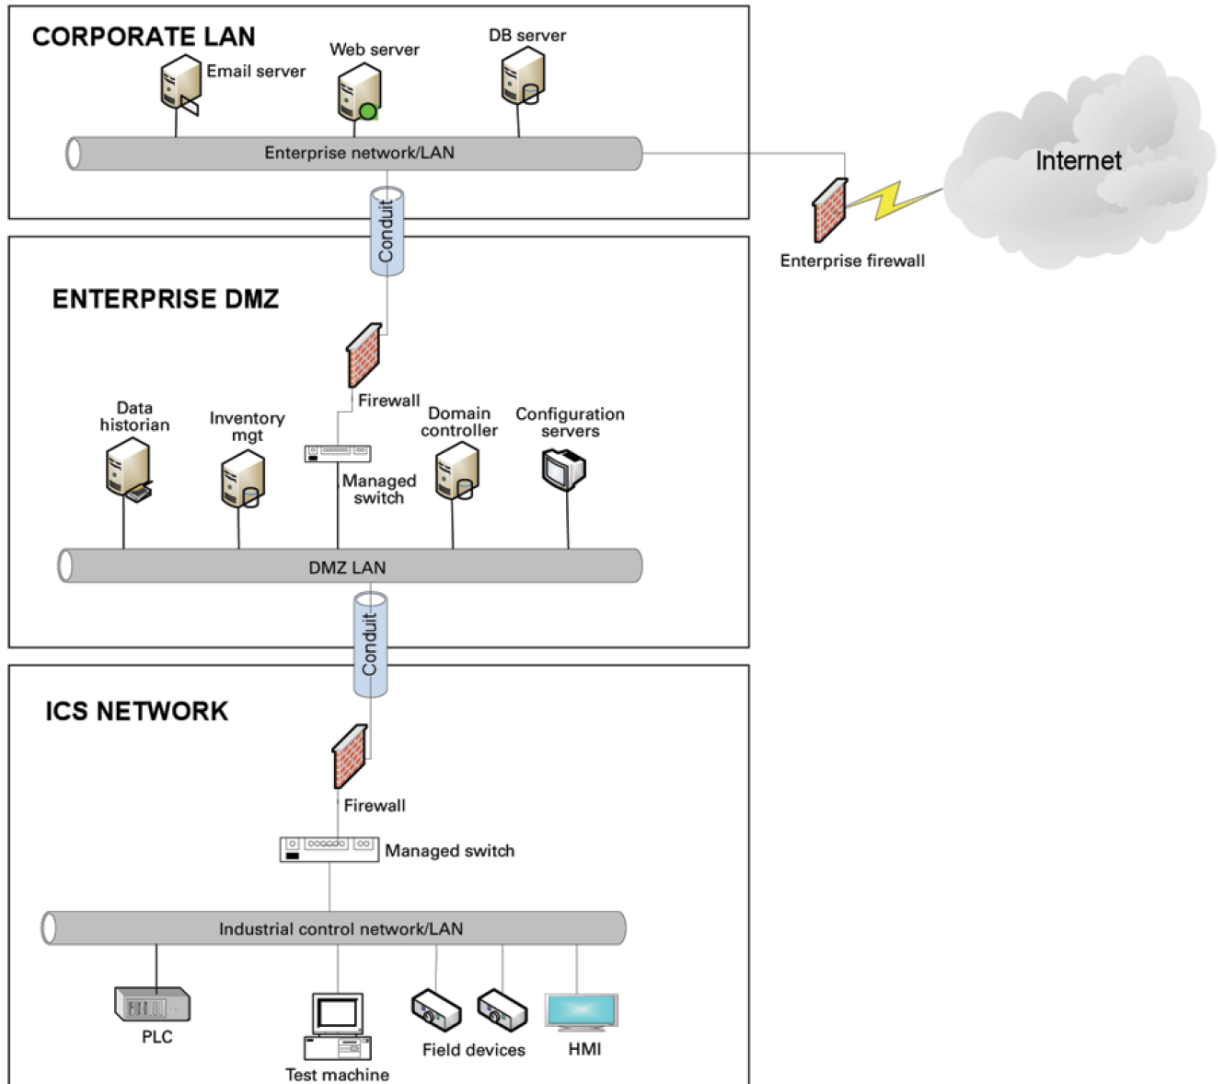 CORPORATE LAN
Email server
Web server
DB server
Enterprise network/LAN
Internet
Enterprise firewall
Conduit
ENTERPRISE DMZ
Firewall
Data
historian
Inventory
mgt
Managed
switch
Domain
controller
Configuration
servers
DMZ LAN
Conduit
ICS NETWORK
Firewall
Managed switch
Industrial control network/LAN
PLC
Test machine
Field devices
HMI